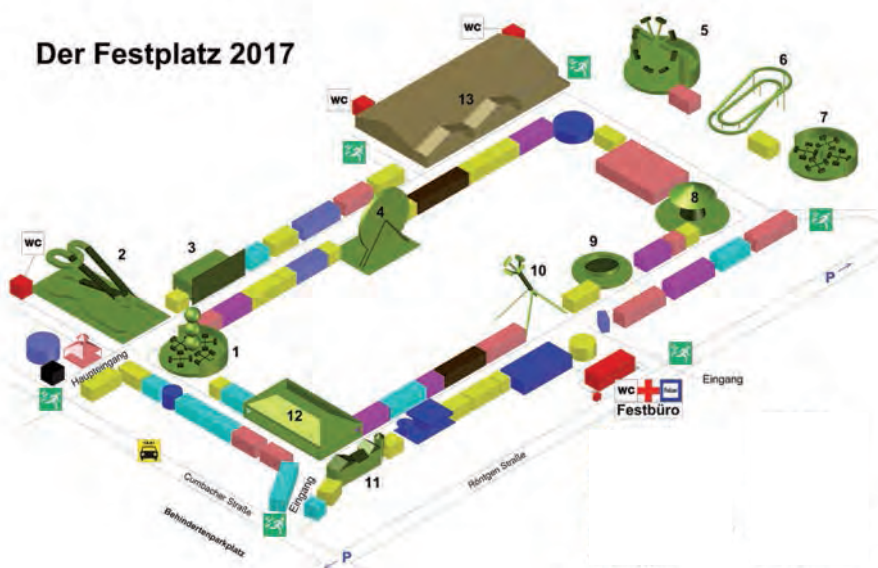 Der Festplatz 2017
WC
WC
5
6
7
13
4
8
WC
2
3
9
10
P
1
Haupteingang
12
Eingang
WC
Festbüro
TAXI
11
Röntgen Straße
Cumbacher Straße
Eingang
Behindertenparkplatz
P